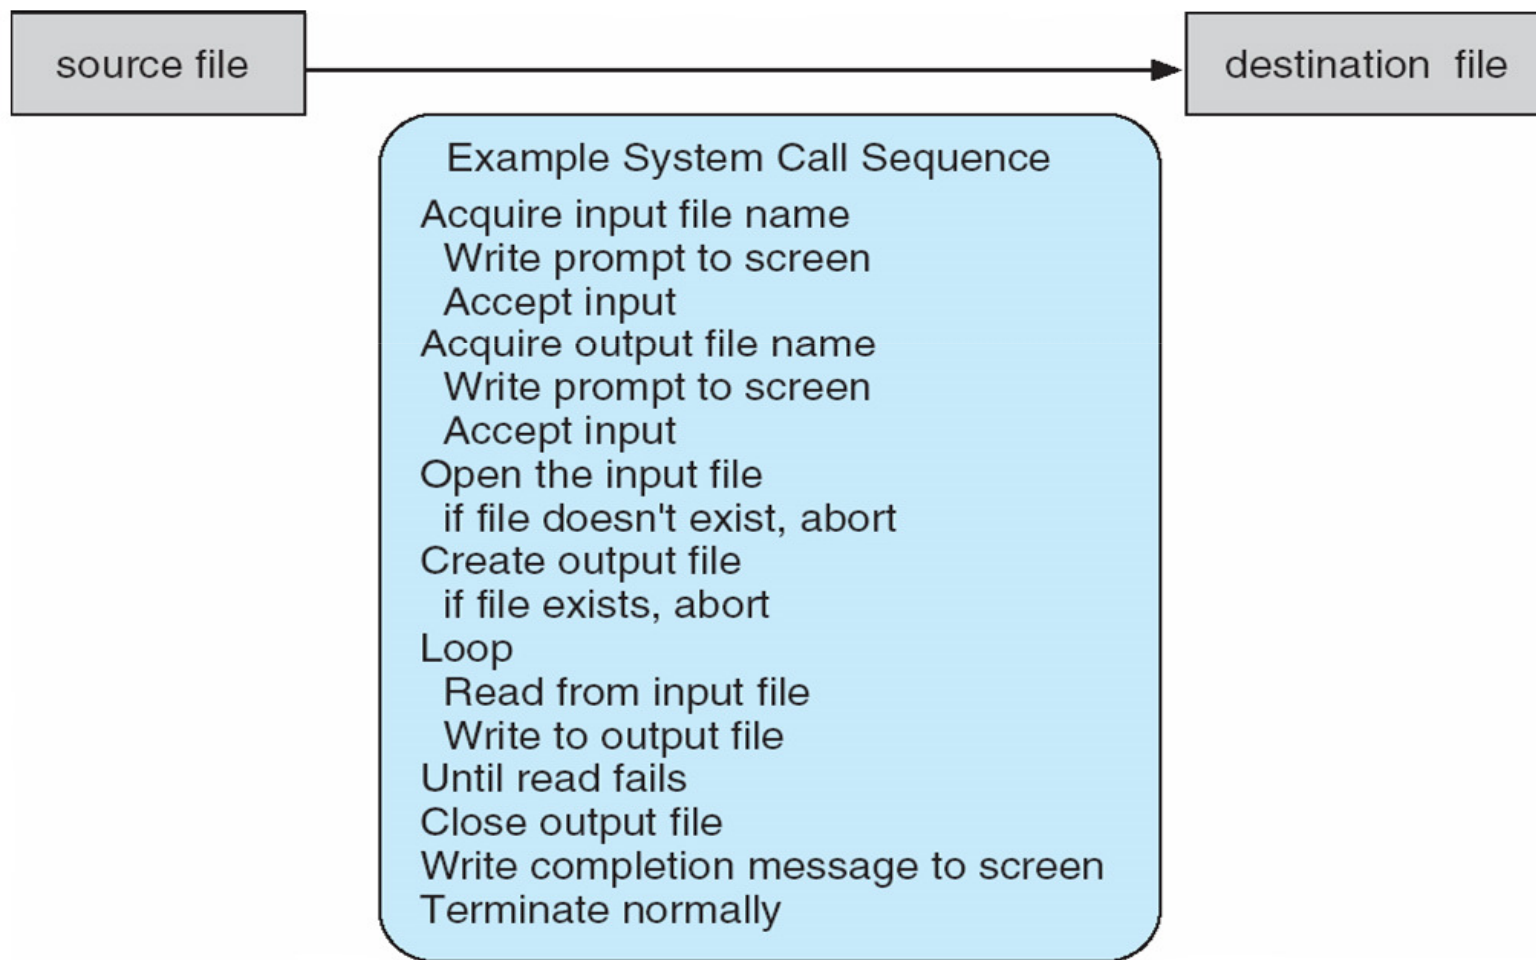 source file
destination file
Example System Call Sequence
Acquire input file name
Write prompt to screen
Accept input
Acquire output file name
Write prompt to screen
Accept input
Open the input file
if file doesn't exist, abort
Create output file
if file exists, abort
Loop
Read from input file
Write to output file
Until read fails
Close output file
Write completion message to screen
Terminate normally